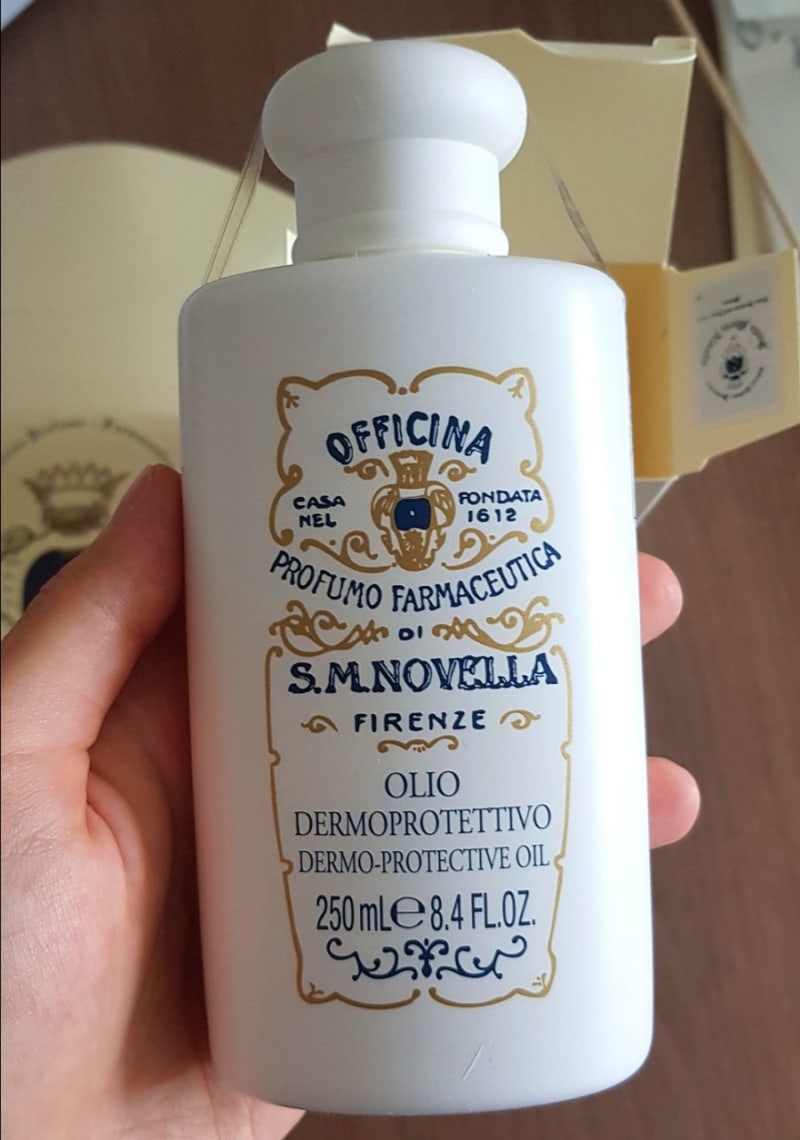 OFFICINA
CASA FONDATA
NEL 1612
PROFUMO FARMACEUTICA
DI
S.M.NOVELLA
FIRENZE
OLIO
DERMOPROTETTIVO
DERMO-PROTECTIVE OIL
250 mL ℮ 8.4 FL.OZ.